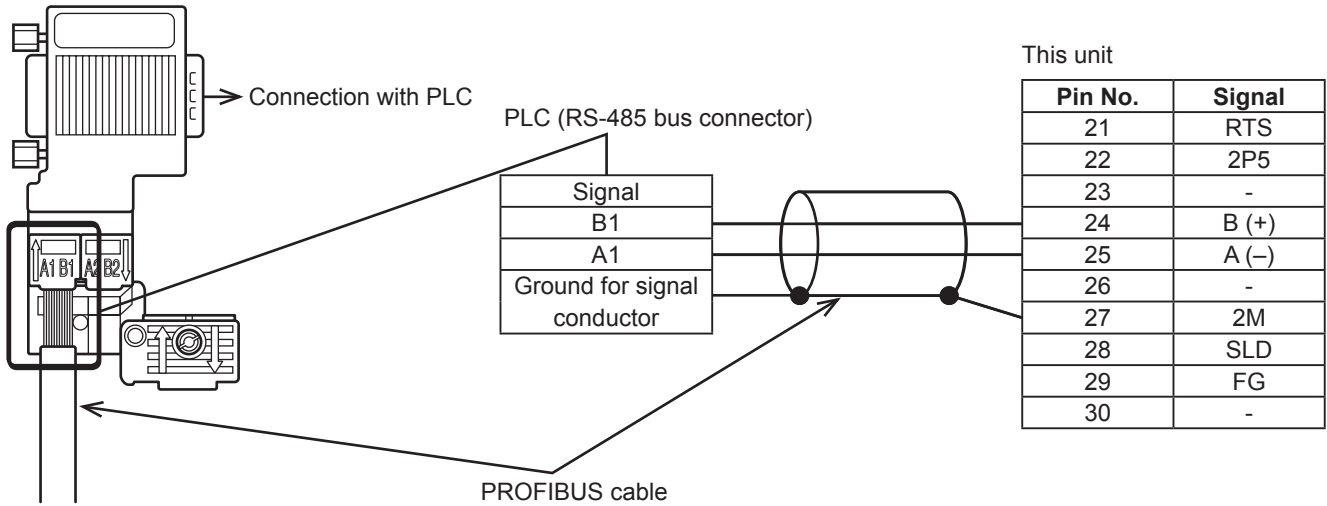 This unit
Connection with PLC
PLC (RS-485 bus connector)
Signal
B1
A1
Ground for signal
conductor
Pin No. Signal
21 RTS
22 2P5
23 -
24 B (+)
25 A (–)
26 -
27 2M
28 SLD
29 FG
30 -
A1 B1 A2 B2
PROFIBUS cable